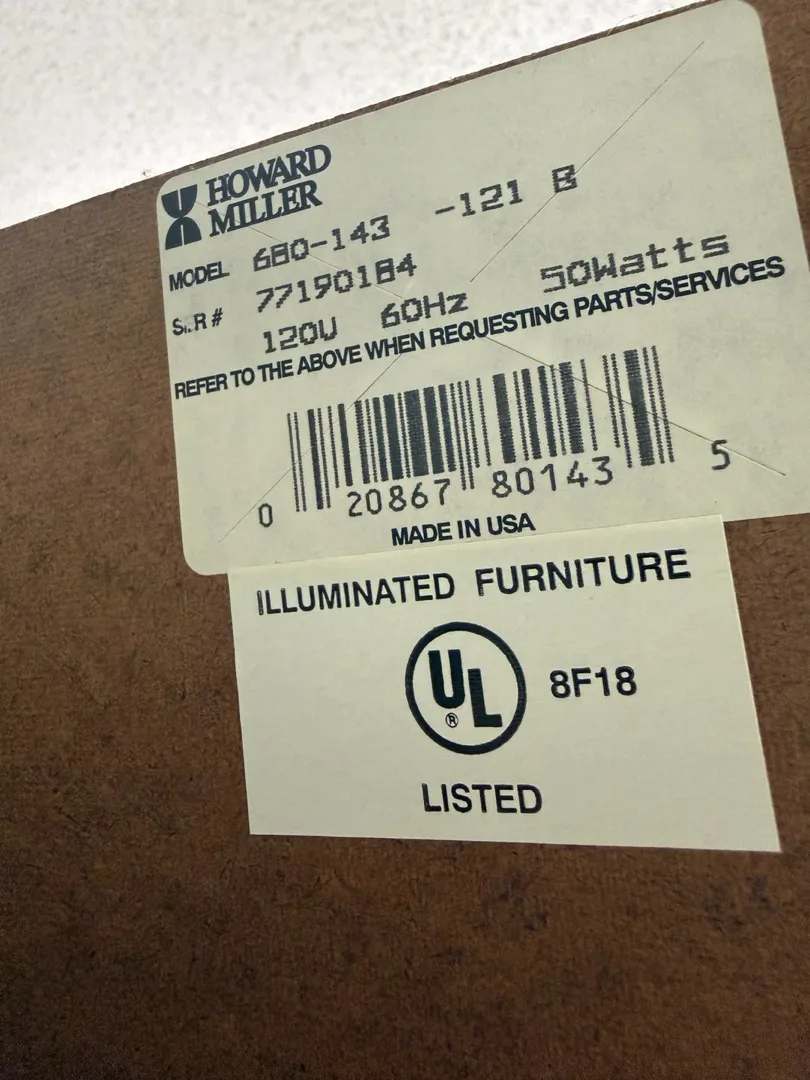 HOWARD
MILLER
MODEL 680-143 -121 B
SER # 77190184
120V 60Hz 50Watts
REFER TO THE ABOVE WHEN REQUESTING PARTS/SERVICES
0 20867 80143 5
MADE IN USA
ILLUMINATED FURNITURE
UL ® 8F18
LISTED